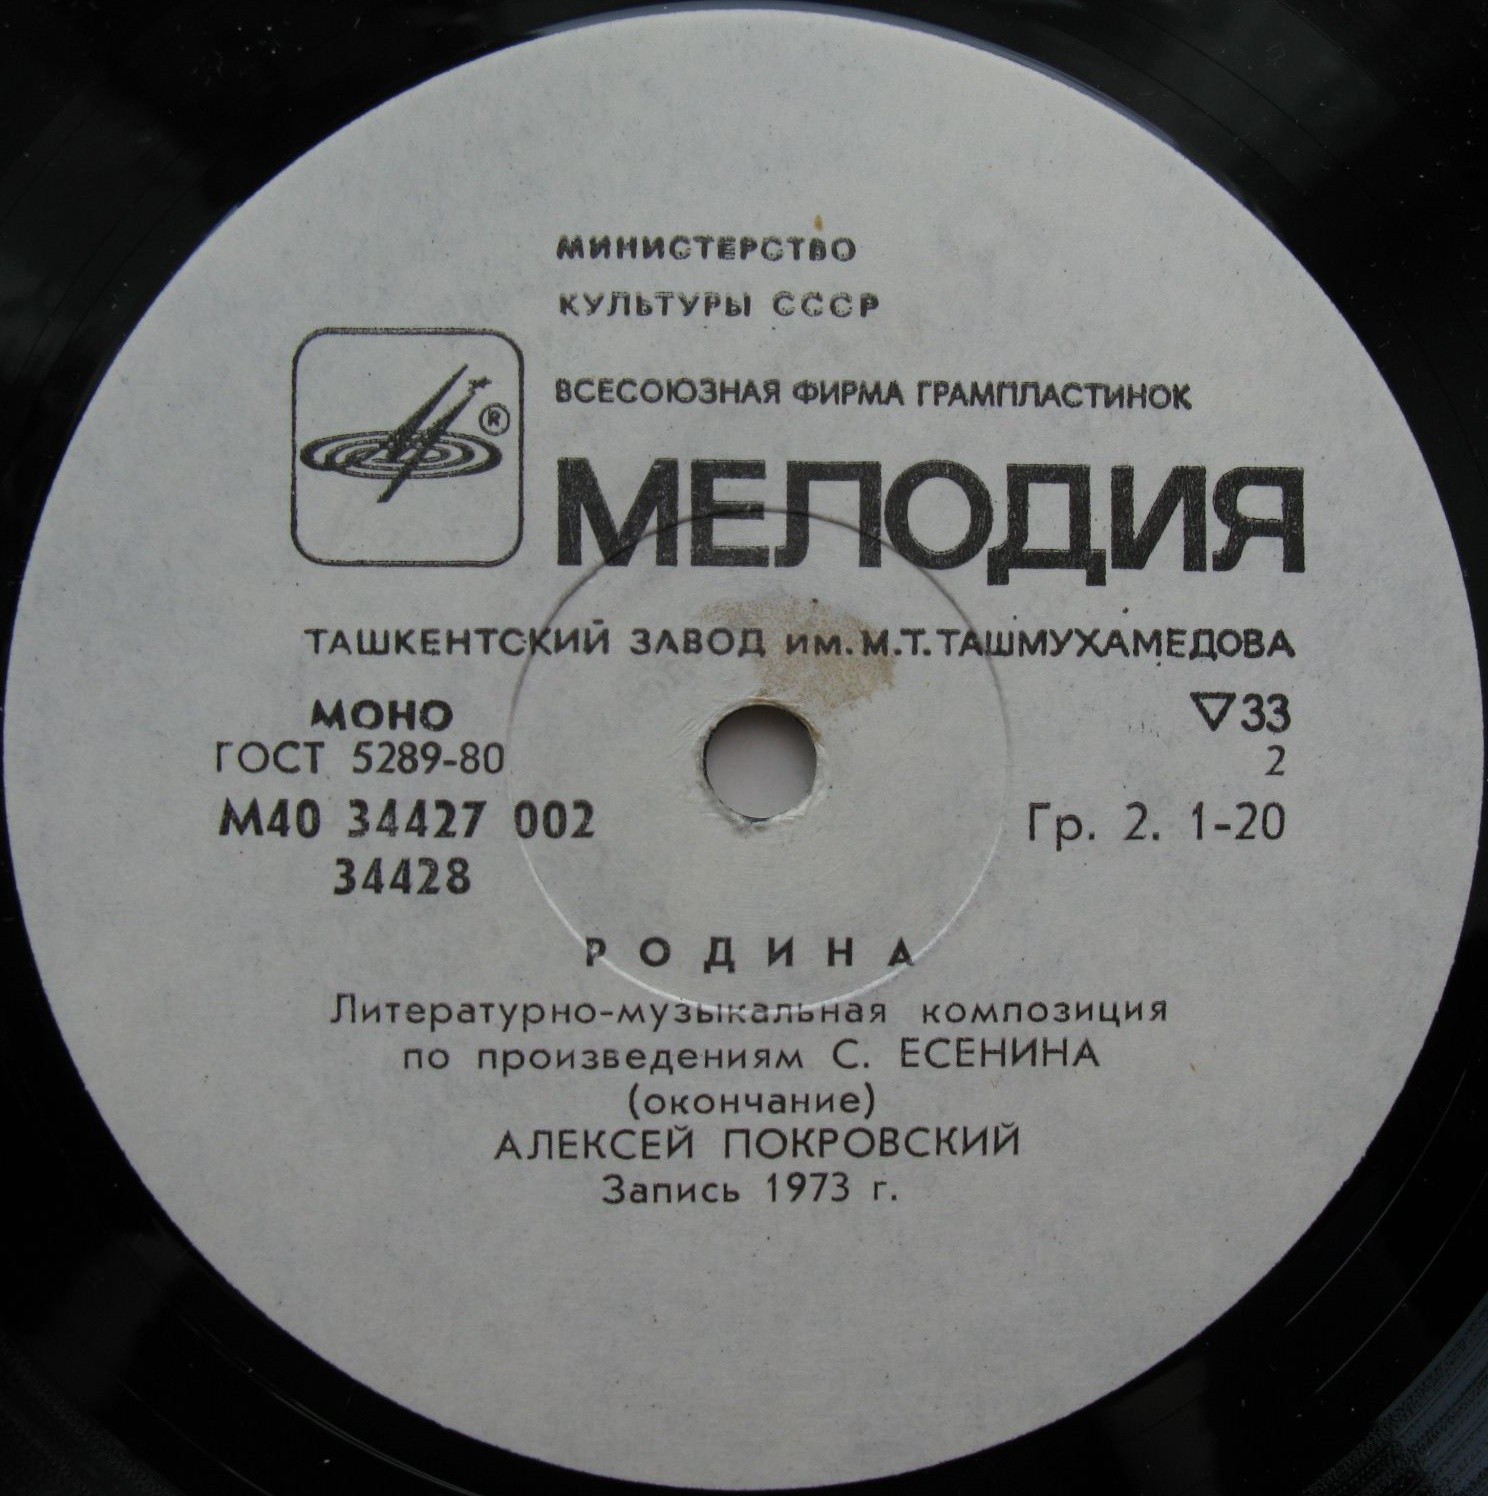 МИНИСТЕРСТВО
КУЛЬТУРЫ СССР
ВСЕСОЮЗНАЯ ФИРМА ГРАМПЛАСТИНОК
®
МЕЛОДИЯ
ТАШКЕНТСКИЙ ЗАВОД им. М.Т.ТАШМУХАМЕДОВА
МОНО ▽33
ГОСТ 5289-80 2
М40 34427 002 Гр. 2. 1-20
34428
РОДИНА
Литературно-музыкальная композиция
по произведениям С. ЕСЕНИНА
(окончание)
АЛЕКСЕЙ ПОКРОВСКИЙ
Запись 1973 г.